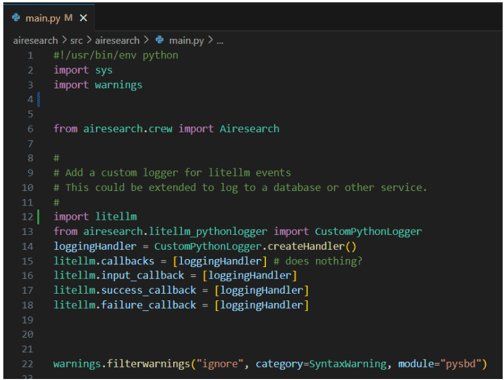 main.py M X
airesearch > src > airesearch > main.py > ...
1 #!/usr/bin/env python
2 import sys
3 import warnings
4
5
6 from airesearch.crew import Airesearch
7
8 #
9 # Add a custom logger for litellm events
10 # This could be extended to log to a database or other service.
11 #
12 import litellm
13 from airesearch.litellm_pythonlogger import CustomPythonLogger
14 loggingHandler = CustomPythonLogger.createHandler()
15 litellm.callbacks = [loggingHandler] # does nothing?
16 litellm.input_callback = [loggingHandler]
17 litellm.success_callback = [loggingHandler]
18 litellm.failure_callback = [loggingHandler]
19
20
21
22 warnings.filterwarnings("ignore", category=SyntaxWarning, module="pysbd")
23